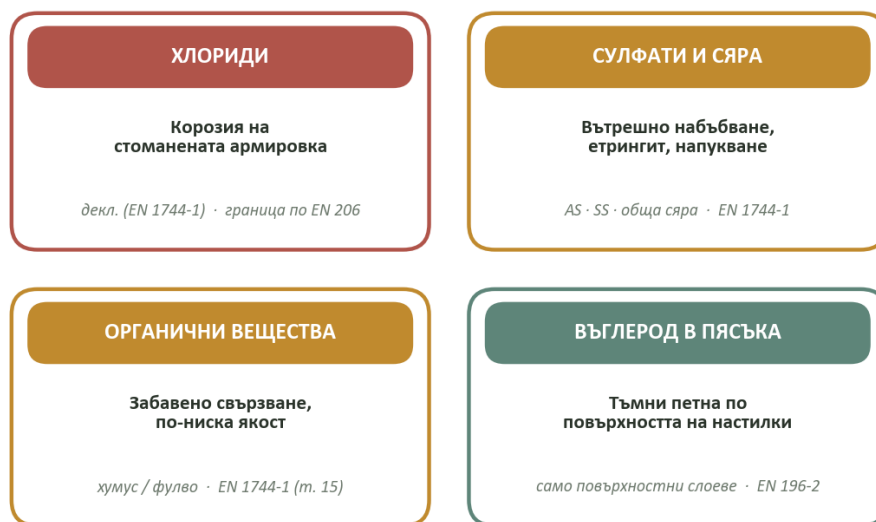 ХЛОРИДИ
Корозия на
стоманената армировка
декл. (EN 1744-1) · граница по EN 206
СУЛФАТИ И СЯРА
Вътрешно набъбване,
етрингит, напукване
AS · SS · обща сяра · EN 1744-1
ОРГАНИЧНИ ВЕЩЕСТВА
Забавено свързване,
по-ниска якост
хумус / фулво · EN 1744-1 (т. 15)
ВЪГЛЕРОД В ПЯСЪКА
Тъмни петна по
повърхността на настилки
само повърхностни слоеве · EN 196-2